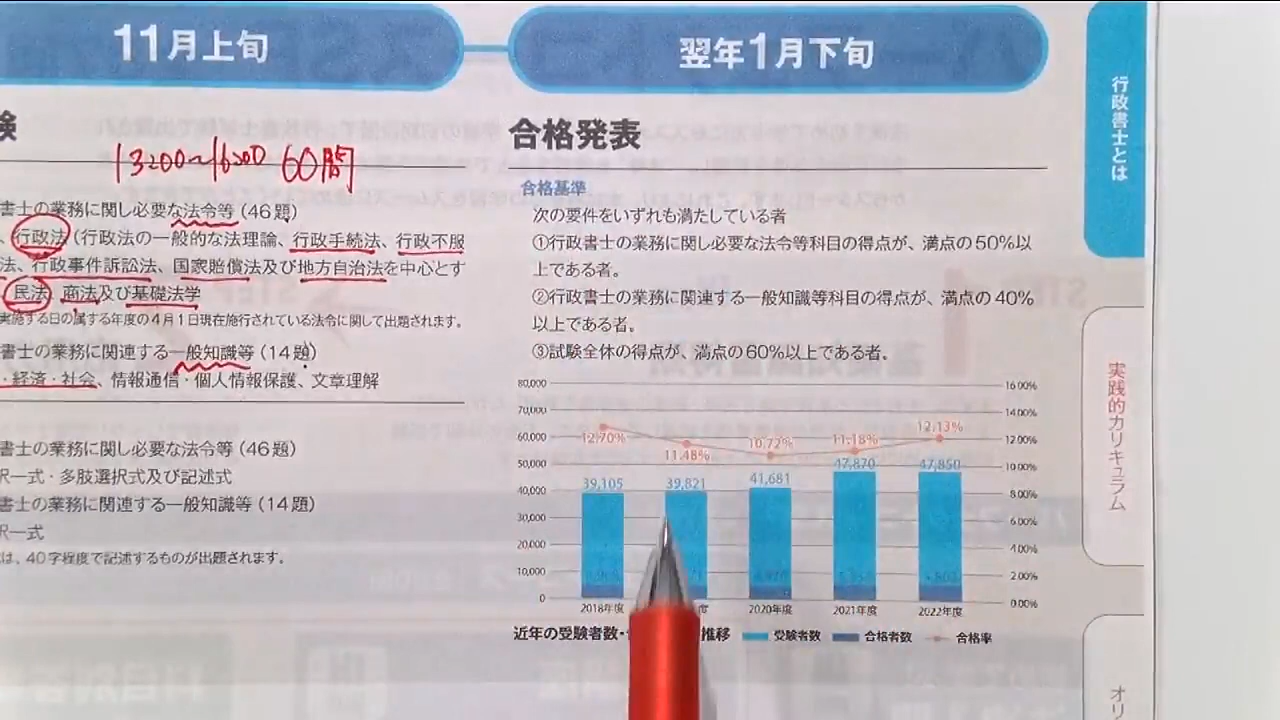 11月上旬
翌年1月下旬
行政書士とは
験
13:00～16:00 60問
書士の業務に関し必要な法令等(46題)
、行政法(行政法の一般的な法理論、行政手続法、行政不服
法、行政事件訴訟法、国家賠償法及び地方自治法を中心とす
民法、商法及び基礎法学
実施する日の属する年度の4月1日現在施行されている法令に関して出題されます。
書士の業務に関連する一般知識等(14題)
・経済・社会、情報通信・個人情報保護、文章理解
書士の業務に関し必要な法令等(46題)
択一式・多肢選択式及び記述式
書士の業務に関連する一般知識等(14題)
択一式
は、40字程度で記述するものが出題されます。
合格発表
合格基準
次の要件をいずれも満たしている者
①行政書士の業務に関し必要な法令等科目の得点が、満点の50%以
上である者。
②行政書士の業務に関連する一般知識等科目の得点が、満点の40%
以上である者。
③試験全体の得点が、満点の60%以上である者。
80,000 16.00%
70,000 14.00%
60,000 12.70% 11.48% 10.72% 11.18% 12.13% 12.00%
50,000 10.00%
39,105 39,821 41,681 47,870 47,850
40,000 8.00%
30,000 6.00%
20,000 4.00%
10,000 2.00%
0 0.00%
2018年度 年度 2020年度 2021年度 2022年度
近年の受験者数・ 推移 受験者数 合格者数 合格率
実践的カリキュラム
オリ